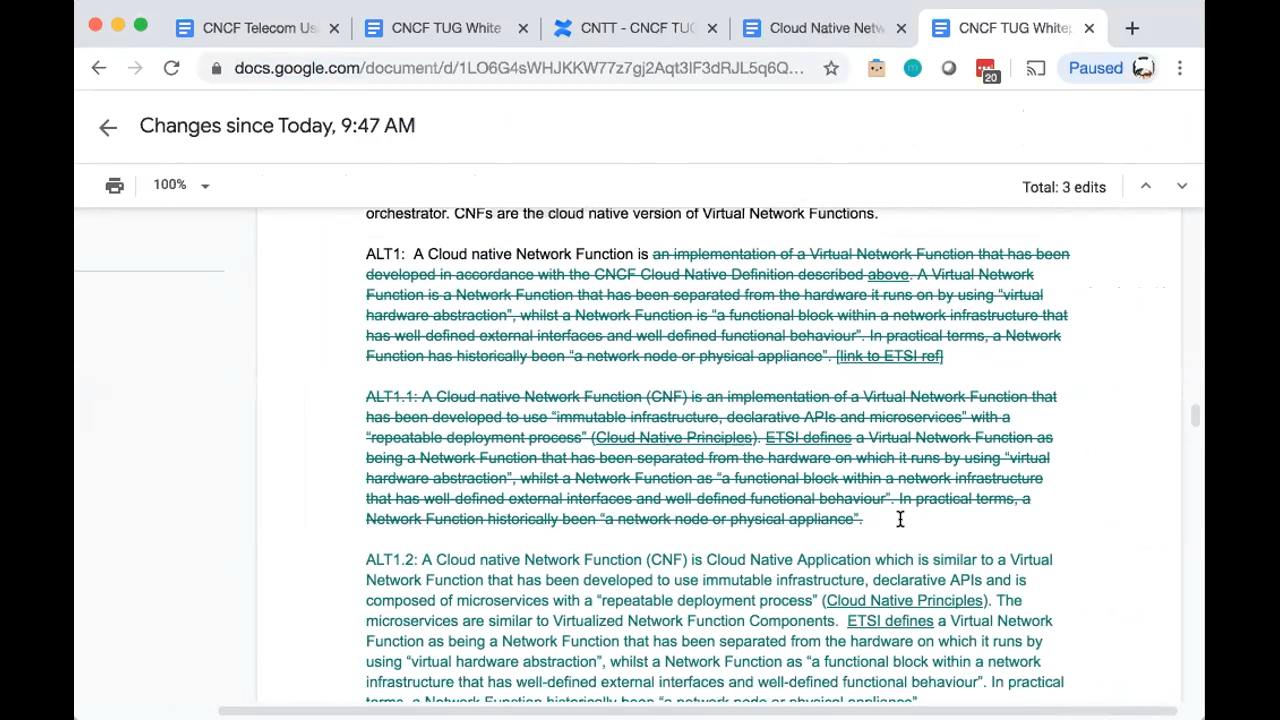 CNCF Telecom Us
CNCF TUG White
CNTT - CNCF TUC
Cloud Native Netw
CNCF TUG White
docs.google.com/document/d/1LO6G4sWHJKKW77z7gj2Aqt3IF3dRJL5q6Q...
20
Paused
Changes since Today, 9:47 AM
100%
Total: 3 edits
orchestrator. CNFs are the cloud native version of Virtual Network Functions.
ALT1: A Cloud native Network Function is an implementation of a Virtual Network Function that has been
developed in accordance with the CNCF Cloud Native Definition described above. A Virtual Network
Function is a Network Function that has been separated from the hardware it runs on by using “virtual
hardware abstraction”, whilst a Network Function is “a functional block within a network infrastructure that
has well-defined external interfaces and well-defined functional behaviour”. In practical terms, a Network
Function has historically been “a network node or physical appliance”. [link to ETSI ref]
ALT1.1: A Cloud native Network Function (CNF) is an implementation of a Virtual Network Function that
has been developed to use “immutable infrastructure, declarative APIs and microservices” with a
“repeatable deployment process” (Cloud Native Principles). ETSI defines a Virtual Network Function as
being a Network Function that has been separated from the hardware on which it runs by using “virtual
hardware abstraction”, whilst a Network Function as “a functional block within a network infrastructure
that has well-defined external interfaces and well-defined functional behaviour”. In practical terms, a
Network Function historically been “a network node or physical appliance”.
ALT1.2: A Cloud native Network Function (CNF) is Cloud Native Application which is similar to a Virtual
Network Function that has been developed to use immutable infrastructure, declarative APIs and is
composed of microservices with a “repeatable deployment process” (Cloud Native Principles). The
microservices are similar to Virtualized Network Function Components. ETSI defines a Virtual Network
Function as being a Network Function that has been separated from the hardware on which it runs by
using “virtual hardware abstraction”, whilst a Network Function as “a functional block within a network
infrastructure that has well-defined external interfaces and well-defined functional behaviour”. In practical
terms, a Network Function historically been “a network node or physical appliance”